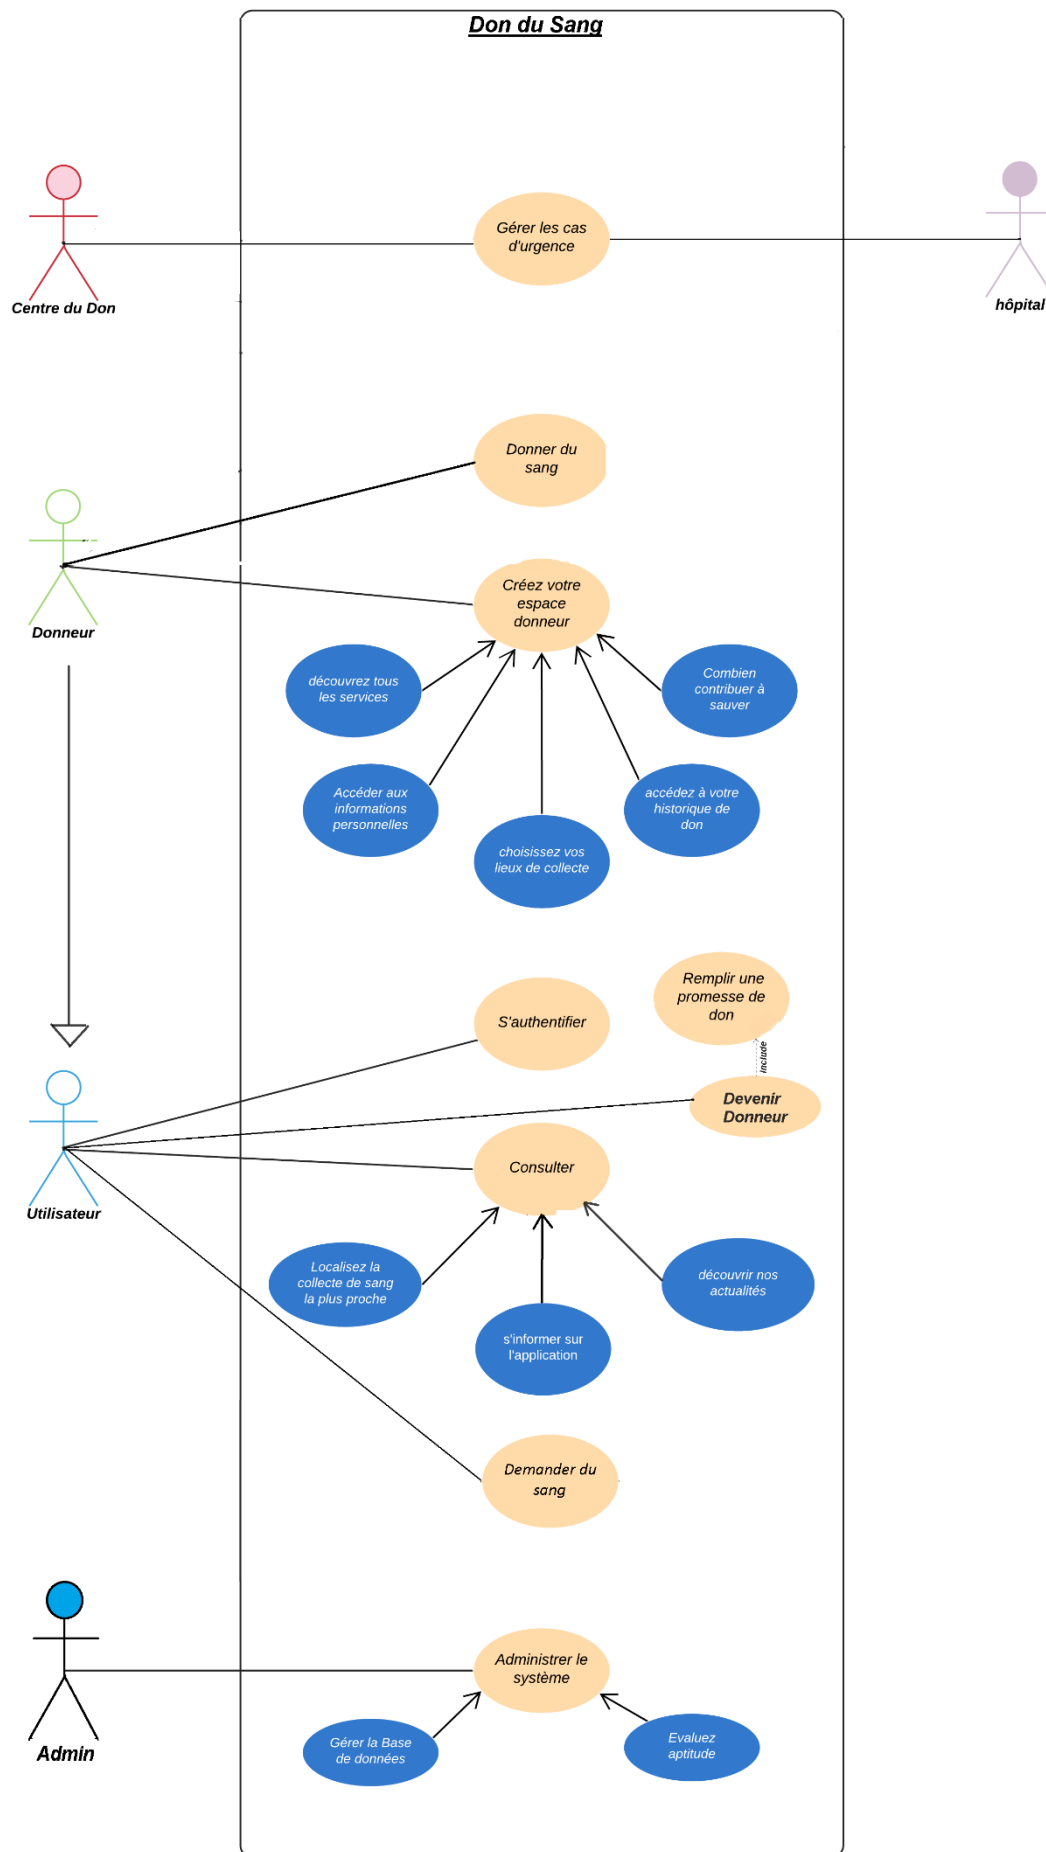 Don du Sang
Gérer les cas
d'urgence
Centre du Don
hôpital
Donner du
sang
Donneur
Créez votre
espace
donneur
découvrez tous
les services
Combien
contribuer à
sauver
Accéder aux
informations
personnelles
accédez à votre
historique de
don
choisissez vos
lieux de collecte
Remplir une
promesse de
don
S'authentifier
include
Devenir
Donneur
Utilisateur
Consulter
Localisez la
collecte de sang
la plus proche
découvrir nos
actualités
s'informer sur
l'application
Demander du
sang
Administrer le
système
Admin
Gérer la Base
de données
Evaluez
aptitude